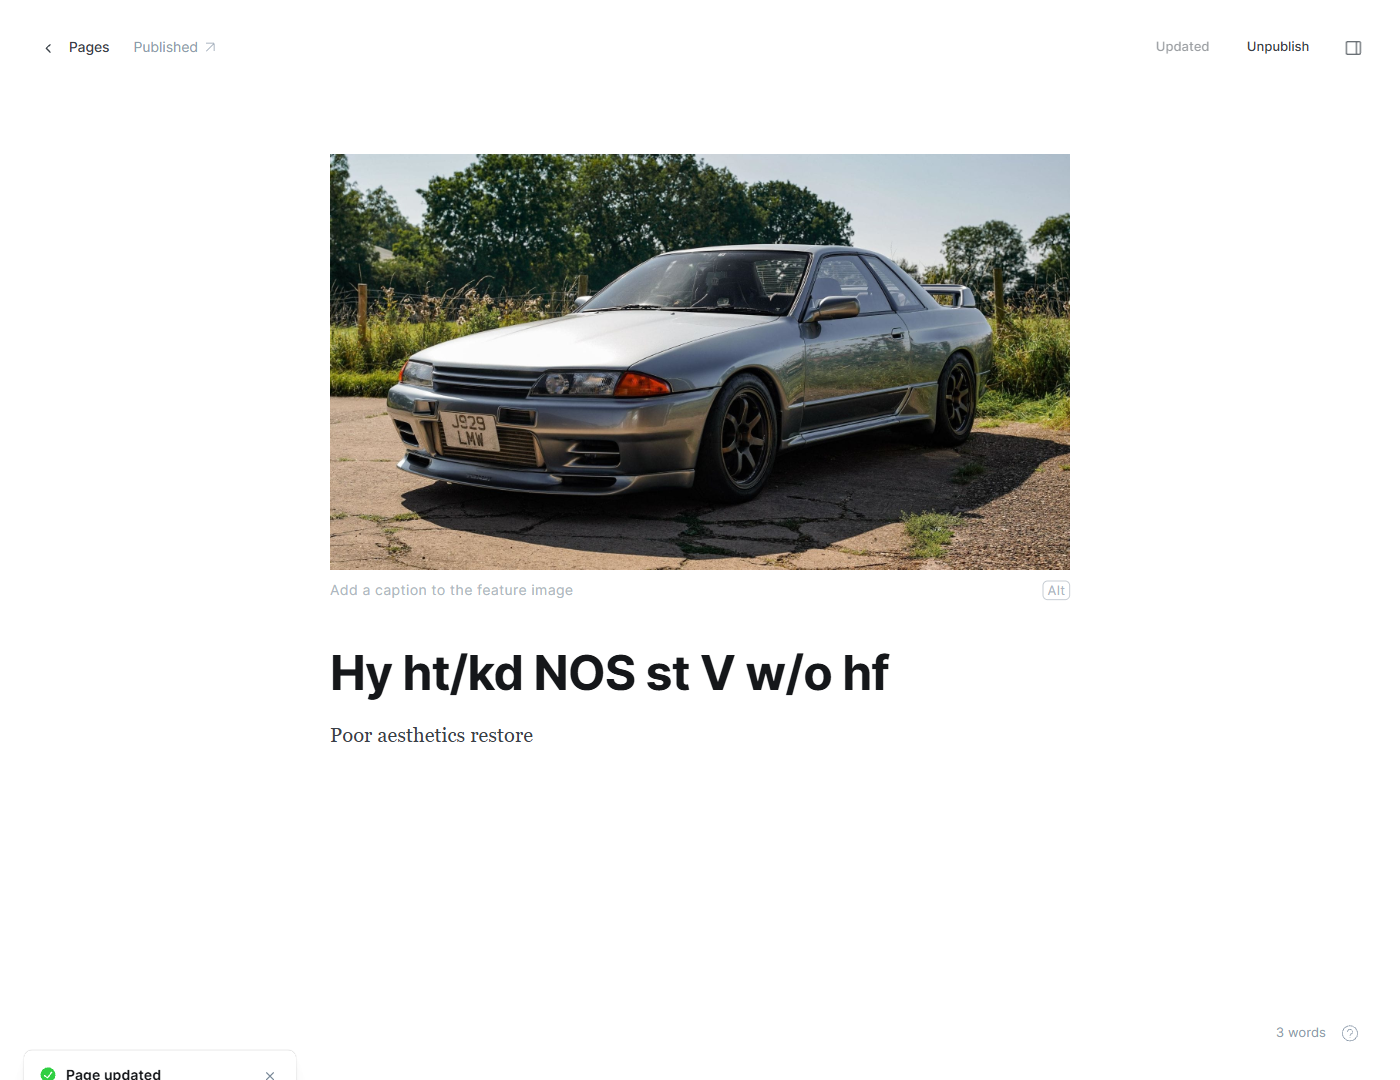 Pages
Published
Updated
Unpublish
J929
LMW
Add a caption to the feature image
Alt
Hy ht/kd NOS st V w/o hf
Poor aesthetics restore
3 words
Page updated